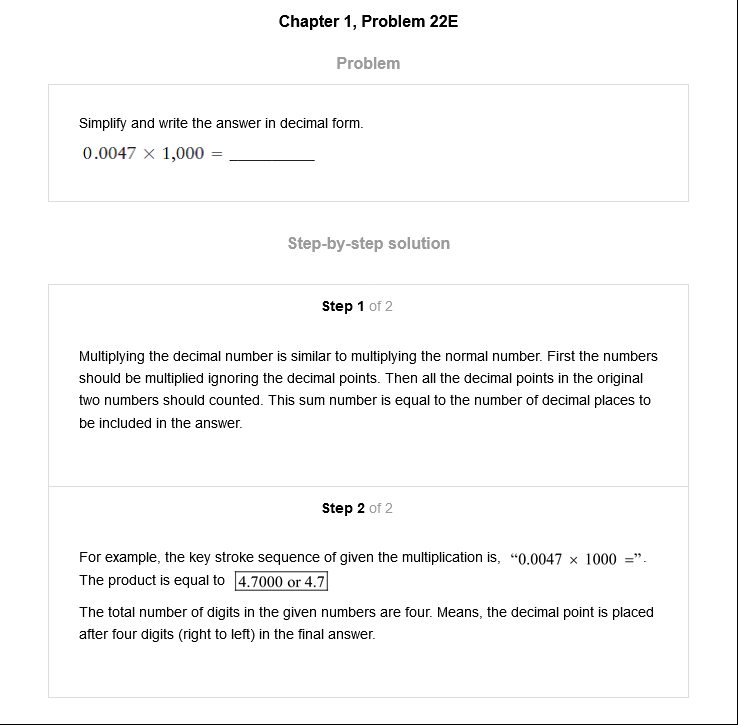 Chapter 1, Problem 22E
Problem
Simplify and write the answer in decimal form.
0.0047 × 1,000 = __________
Step-by-step solution
Step 1 of 2
Multiplying the decimal number is similar to multiplying the normal number. First the numbers
should be multiplied ignoring the decimal points. Then all the decimal points in the original
two numbers should counted. This sum number is equal to the number of decimal places to
be included in the answer.
Step 2 of 2
For example, the key stroke sequence of given the multiplication is, “0.0047 × 1000 =”.
The product is equal to 4.7000 or 4.7
The total number of digits in the given numbers are four. Means, the decimal point is placed
after four digits (right to left) in the final answer.